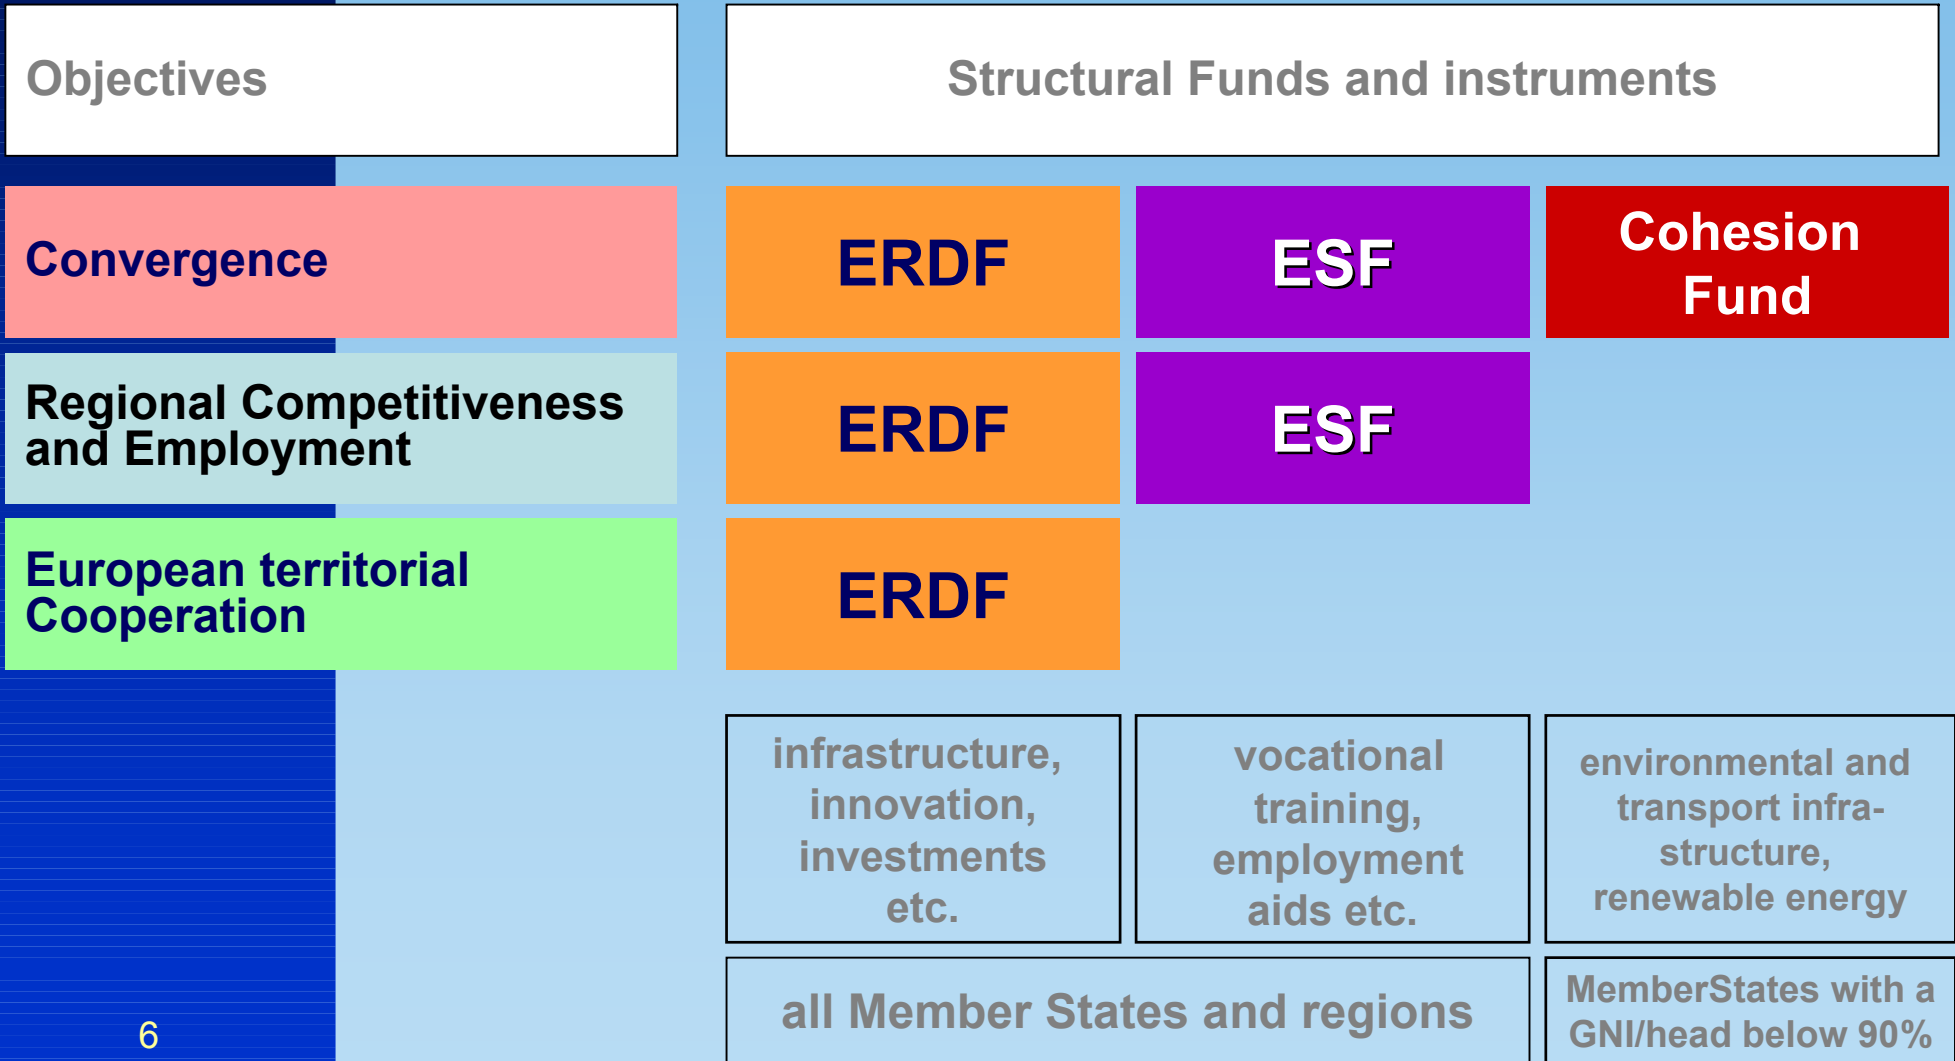 Objectives
Structural Funds and instruments
Convergence
ERDF
ESF
Cohesion
Fund
Regional Competitiveness
and Employment
ERDF
ESF
European territorial
Cooperation
ERDF
infrastructure,
innovation,
investments
etc.
vocational
training,
employment
aids etc.
environmental and
transport infra-
structure,
renewable energy
all Member States and regions
MemberStates with a
GNI/head below 90%
6